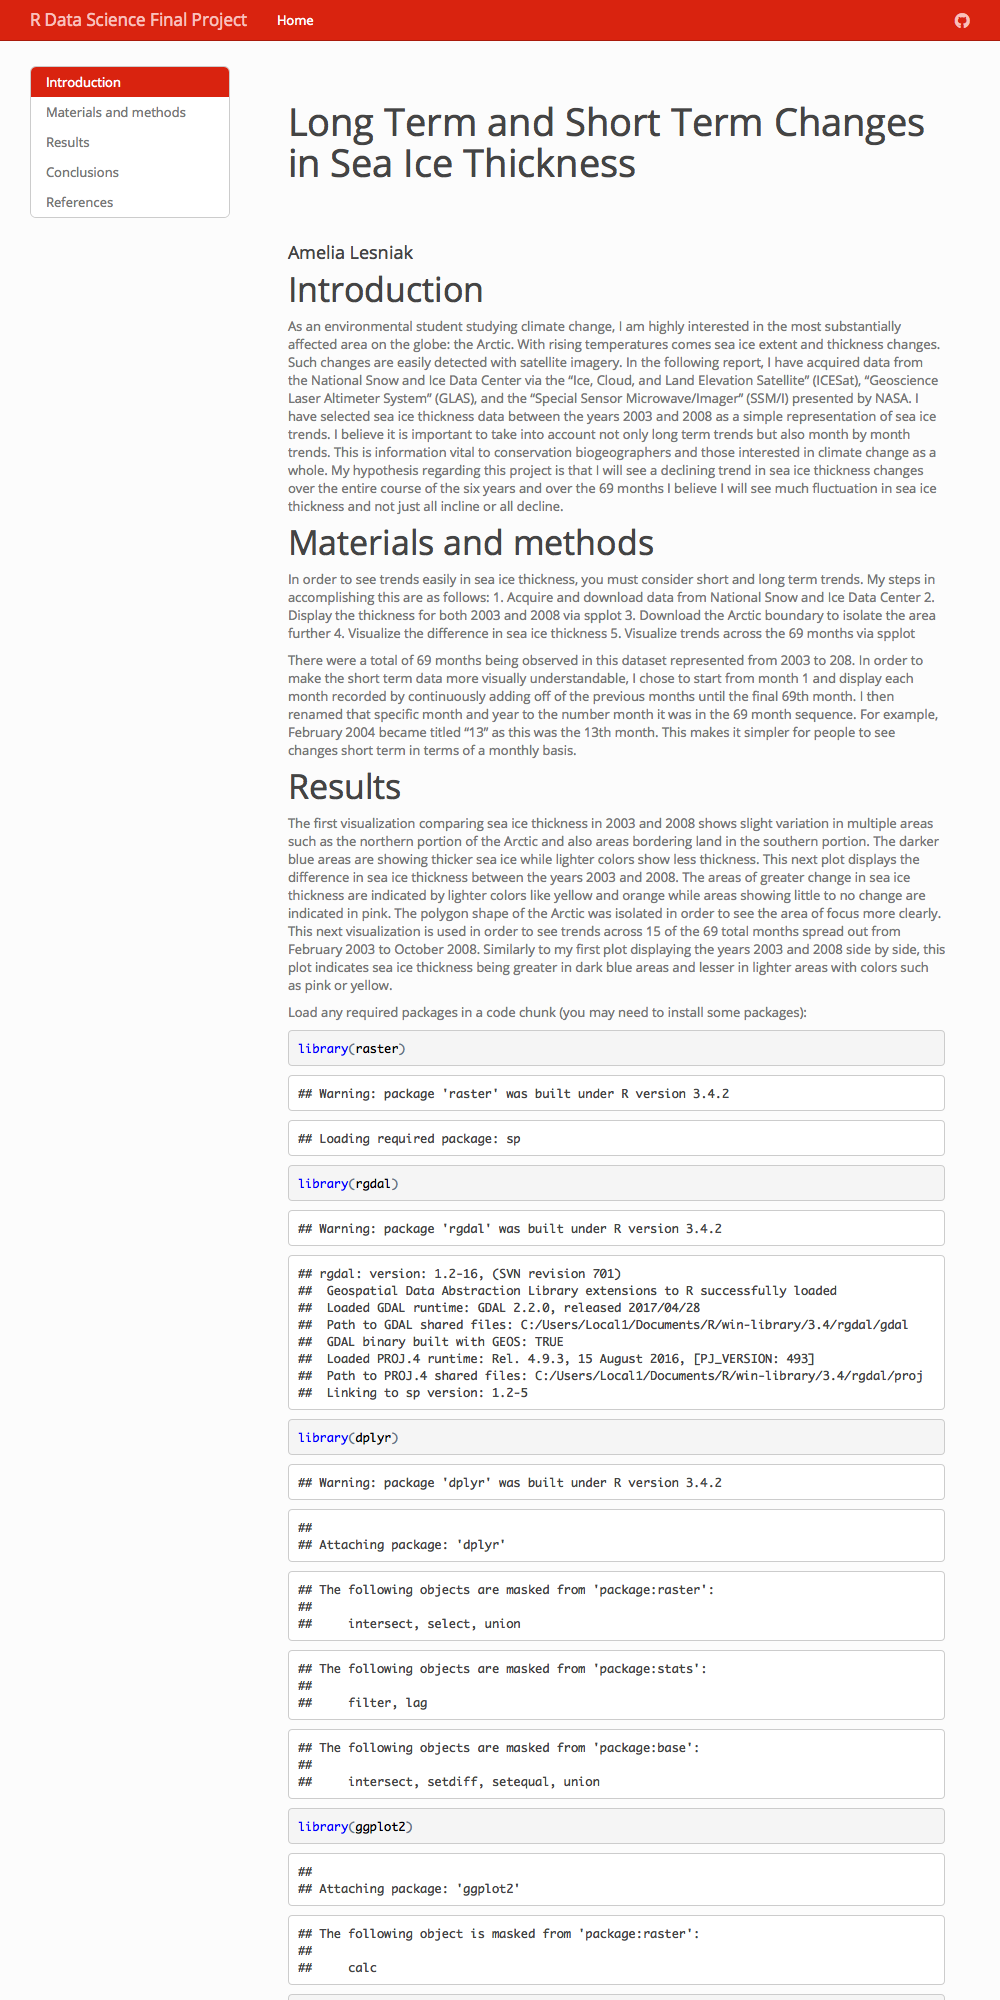 R Data Science Final Project
Home
Introduction
Materials and methods
Results
Conclusions
References
Long Term and Short Term Changes
in Sea Ice Thickness
Amelia Lesniak
Introduction
As an environmental student studying climate change, I am highly interested in the most substantially
affected area on the globe: the Arctic. With rising temperatures comes sea ice extent and thickness changes.
Such changes are easily detected with satellite imagery. In the following report, I have acquired data from
the National Snow and Ice Data Center via the “Ice, Cloud, and Land Elevation Satellite” (ICESat), “Geoscience
Laser Altimeter System” (GLAS), and the “Special Sensor Microwave/Imager” (SSM/I) presented by NASA. I
have selected sea ice thickness data between the years 2003 and 2008 as a simple representation of sea ice
trends. I believe it is important to take into account not only long term trends but also month by month
trends. This is information vital to conservation biogeographers and those interested in climate change as a
whole. My hypothesis regarding this project is that I will see a declining trend in sea ice thickness changes
over the entire course of the six years and over the 69 months I believe I will see much fluctuation in sea ice
thickness and not just all incline or all decline.
Materials and methods
In order to see trends easily in sea ice thickness, you must consider short and long term trends. My steps in
accomplishing this are as follows: 1. Acquire and download data from National Snow and Ice Data Center 2.
Display the thickness for both 2003 and 2008 via spplot 3. Download the Arctic boundary to isolate the area
further 4. Visualize the difference in sea ice thickness 5. Visualize trends across the 69 months via spplot
There were a total of 69 months being observed in this dataset represented from 2003 to 208. In order to
make the short term data more visually understandable, I chose to start from month 1 and display each
month recorded by continuously adding off of the previous months until the final 69th month. I then
renamed that specific month and year to the number month it was in the 69 month sequence. For example,
February 2004 became titled “13” as this was the 13th month. This makes it simpler for people to see
changes short term in terms of a monthly basis.
Results
The first visualization comparing sea ice thickness in 2003 and 2008 shows slight variation in multiple areas
such as the northern portion of the Arctic and also areas bordering land in the southern portion. The darker
blue areas are showing thicker sea ice while lighter colors show less thickness. This next plot displays the
difference in sea ice thickness between the years 2003 and 2008. The areas of greater change in sea ice
thickness are indicated by lighter colors like yellow and orange while areas showing little to no change are
indicated in pink. The polygon shape of the Arctic was isolated in order to see the area of focus more clearly.
This next visualization is used in order to see trends across 15 of the 69 total months spread out from
February 2003 to October 2008. Similarly to my first plot displaying the years 2003 and 2008 side by side, this
plot indicates sea ice thickness being greater in dark blue areas and lesser in lighter areas with colors such
as pink or yellow.
Load any required packages in a code chunk (you may need to install some packages):
library(raster)
## Warning: package 'raster' was built under R version 3.4.2
## Loading required package: sp
library(rgdal)
## Warning: package 'rgdal' was built under R version 3.4.2
## rgdal: version: 1.2-16, (SVN revision 701)
##  Geospatial Data Abstraction Library extensions to R successfully loaded
##  Loaded GDAL runtime: GDAL 2.2.0, released 2017/04/28
##  Path to GDAL shared files: C:/Users/Local1/Documents/R/win-library/3.4/rgdal/gdal
##  GDAL binary built with GEOS: TRUE
##  Loaded PROJ.4 runtime: Rel. 4.9.3, 15 August 2016, [PJ_VERSION: 493]
##  Path to PROJ.4 shared files: C:/Users/Local1/Documents/R/win-library/3.4/rgdal/proj
##  Linking to sp version: 1.2-5
library(dplyr)
## Warning: package 'dplyr' was built under R version 3.4.2
##
## Attaching package: 'dplyr'
## The following objects are masked from 'package:raster':
##
##     intersect, select, union
## The following objects are masked from 'package:stats':
##
##     filter, lag
## The following objects are masked from 'package:base':
##
##     intersect, setdiff, setequal, union
library(ggplot2)
##
## Attaching package: 'ggplot2'
## The following object is masked from 'package:raster':
##
##     calc